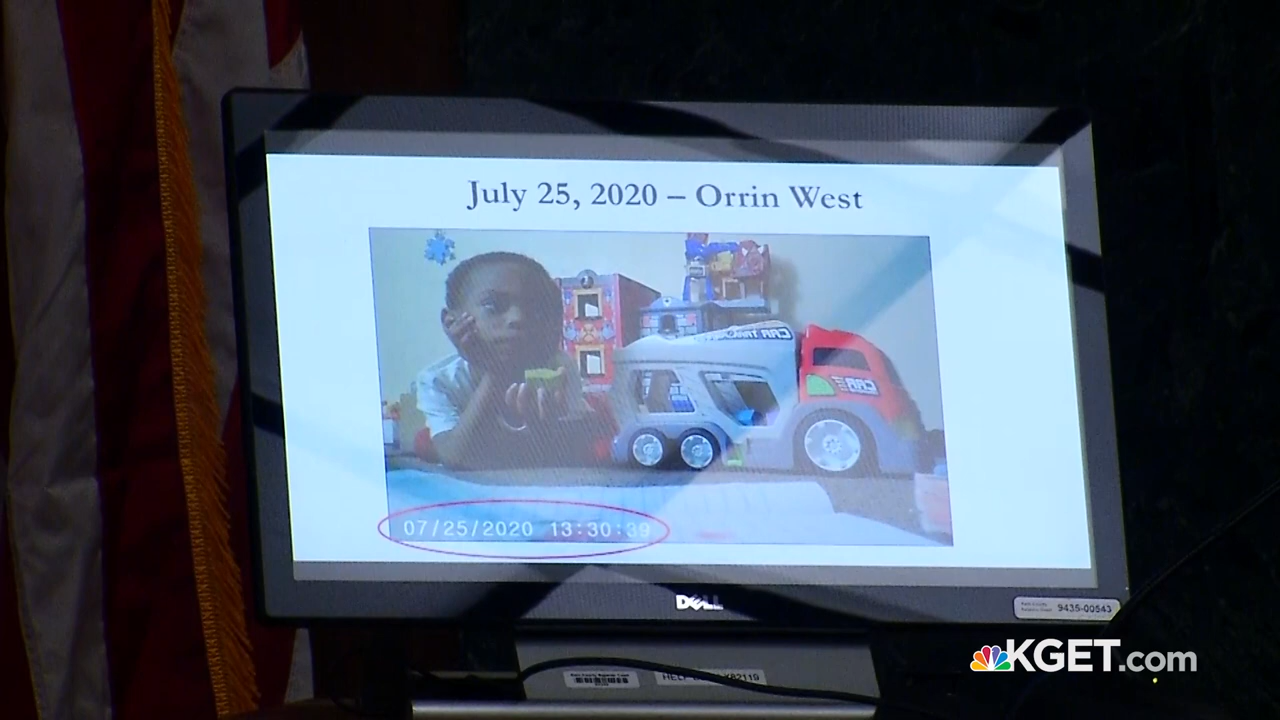 July 25, 2020 – Orrin West
07/25/2020 13:30:39
DELL
9435-00543
KGET.com